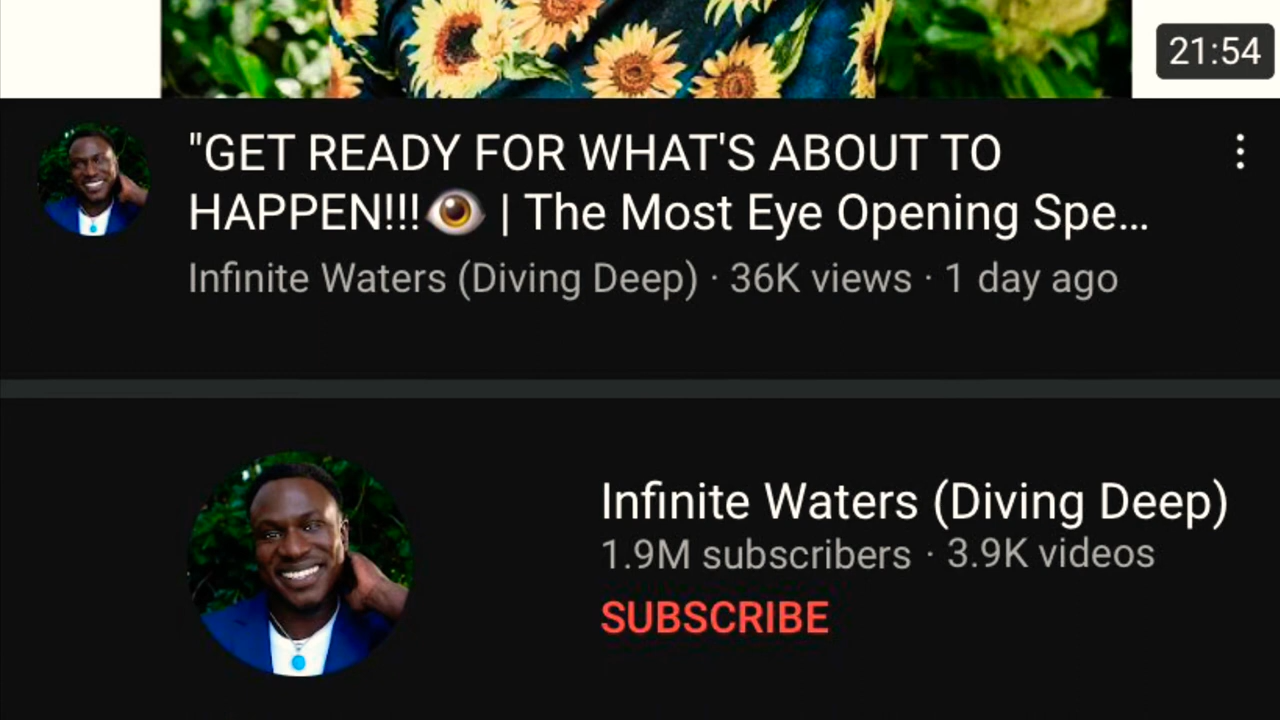 21:54
"GET READY FOR WHAT'S ABOUT TO
HAPPEN!!!👁 | The Most Eye Opening Spe...
Infinite Waters (Diving Deep) · 36K views · 1 day ago
Infinite Waters (Diving Deep)
1.9M subscribers · 3.9K videos
SUBSCRIBE